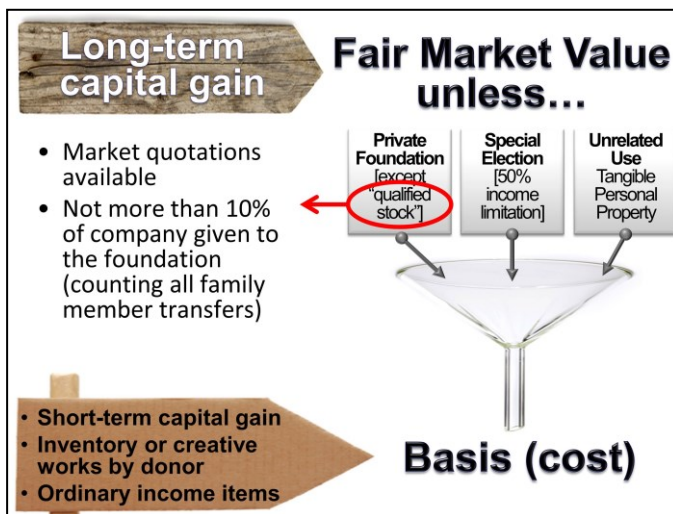 Long-term
capital gain
Fair Market Value
unless…
• Market quotations
available
• Not more than 10%
of company given to
the foundation
(counting all family
member transfers)
Private
Foundation
[except
"qualified
stock"]
Special
Election
[50%
income
limitation]
Unrelated
Use
Tangible
Personal
Property
• Short-term capital gain
• Inventory or creative
works by donor
• Ordinary income items
Basis (cost)